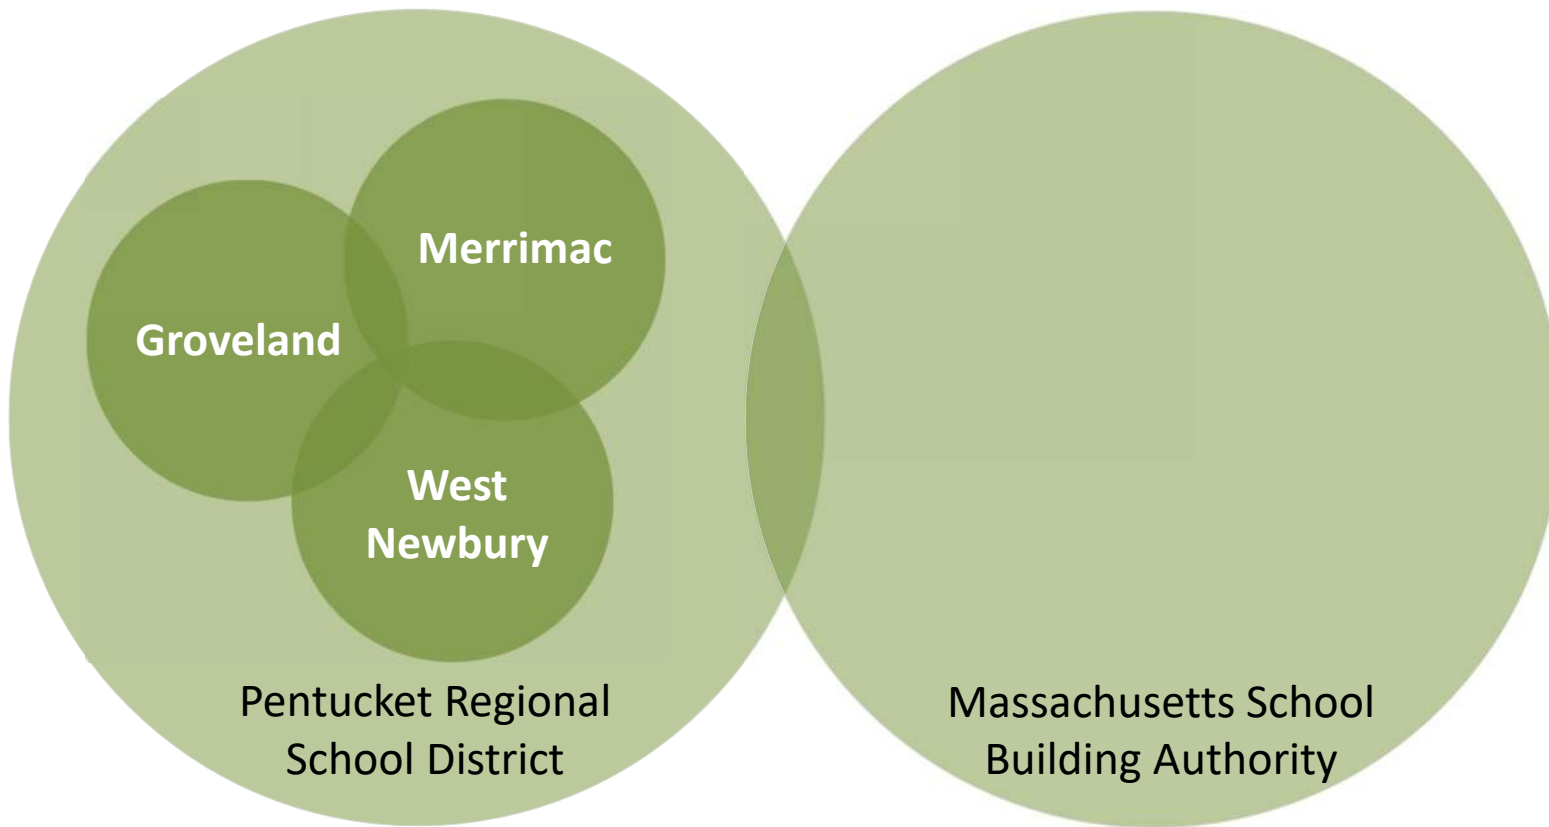 Merrimac
Groveland
West
Newbury
Pentucket Regional
School District
Massachusetts School
Building Authority